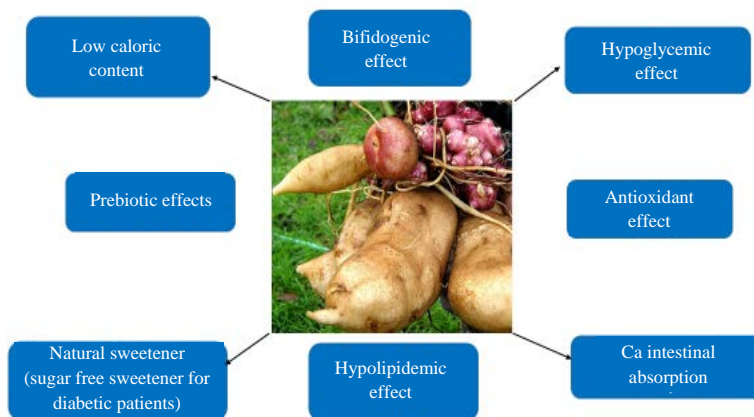 Low caloric
content
Bifidogenic
effect
Hypoglycemic
effect
Prebiotic effects
Antioxidant
effect
Natural sweetener
(sugar free sweetener for
diabetic patients)
Hypolipidemic
effect
Ca intestinal
absorption